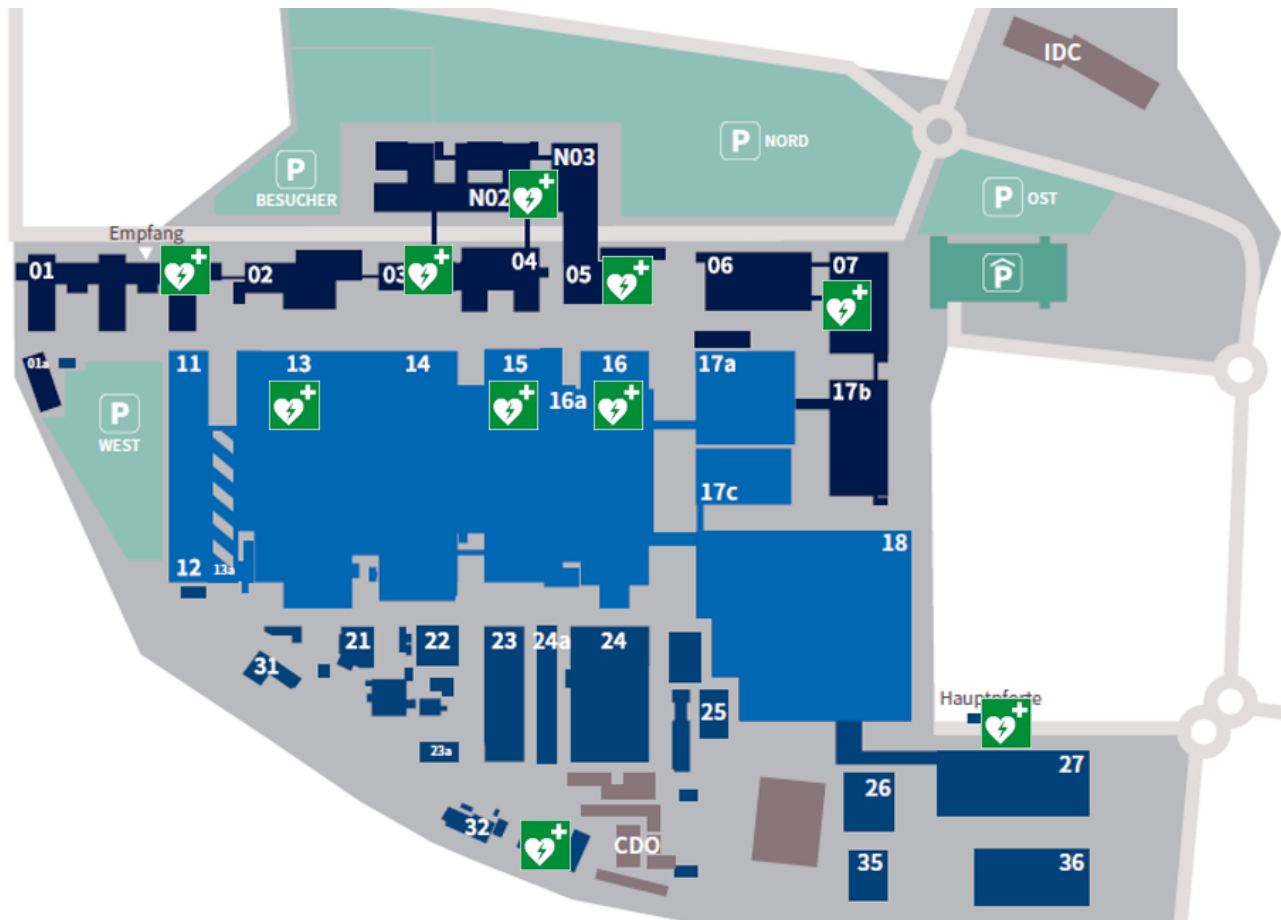 IDC
P NORD
N03
P
BESUCHER
N02
P OST
Empfang
01
02
03
04
05
06
07
P
01a
11
13
14
15
16
17a
16a
17b
P
WEST
17c
18
12
13a
21
22
23
24a
24
31
25
Hauptpforte
23a
27
26
32
CDO
35
36